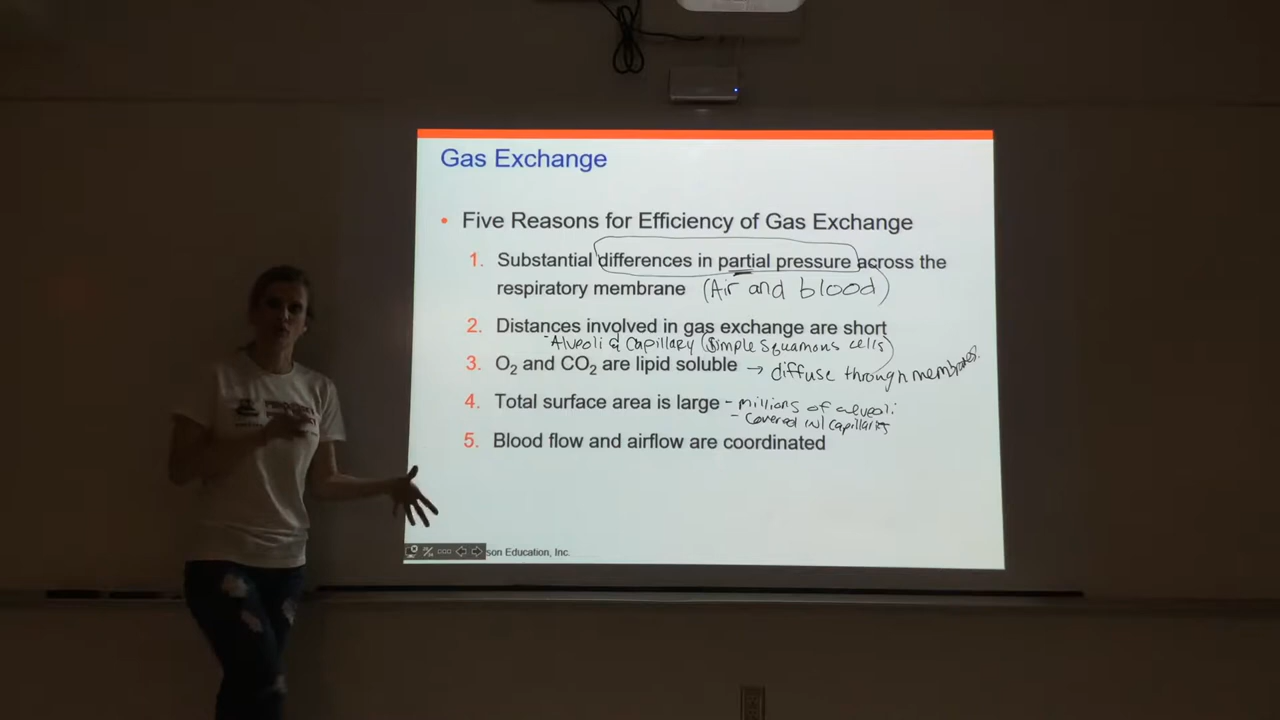 Gas Exchange
• Five Reasons for Efficiency of Gas Exchange
1. Substantial differences in partial pressure across the
respiratory membrane (Air and blood)
2. Distances involved in gas exchange are short
- Alveoli & Capillary (Simple Squamous cells)
3. O₂ and CO₂ are lipid soluble → diffuse through membranes.
4. Total surface area is large - millions of alveoli
- Covered w/ Capillaries
5. Blood flow and airflow are coordinated
son Education, Inc.